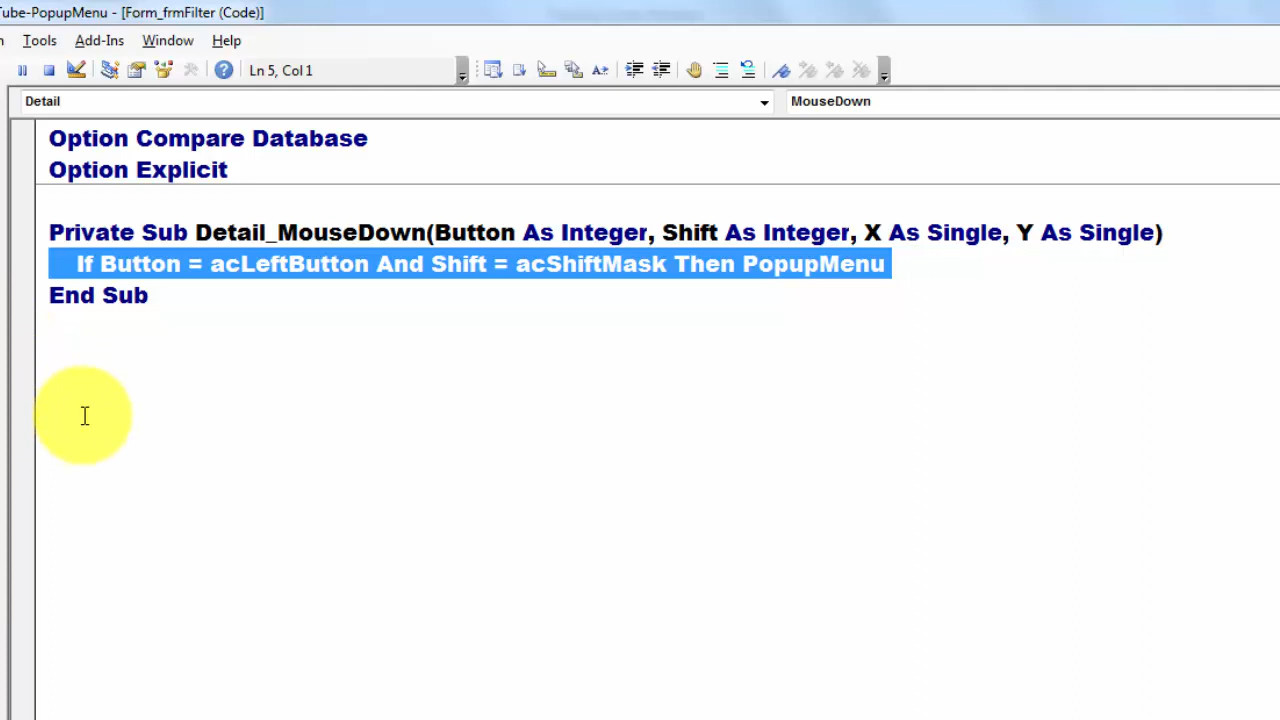 Tube-PopupMenu - [Form_frmFilter (Code)]
Tools Add-Ins Window Help
Ln 5, Col 1
Detail MouseDown
Option Compare Database
Option Explicit
Private Sub Detail_MouseDown(Button As Integer, Shift As Integer, X As Single, Y As Single)
If Button = acLeftButton And Shift = acShiftMask Then PopupMenu
End Sub